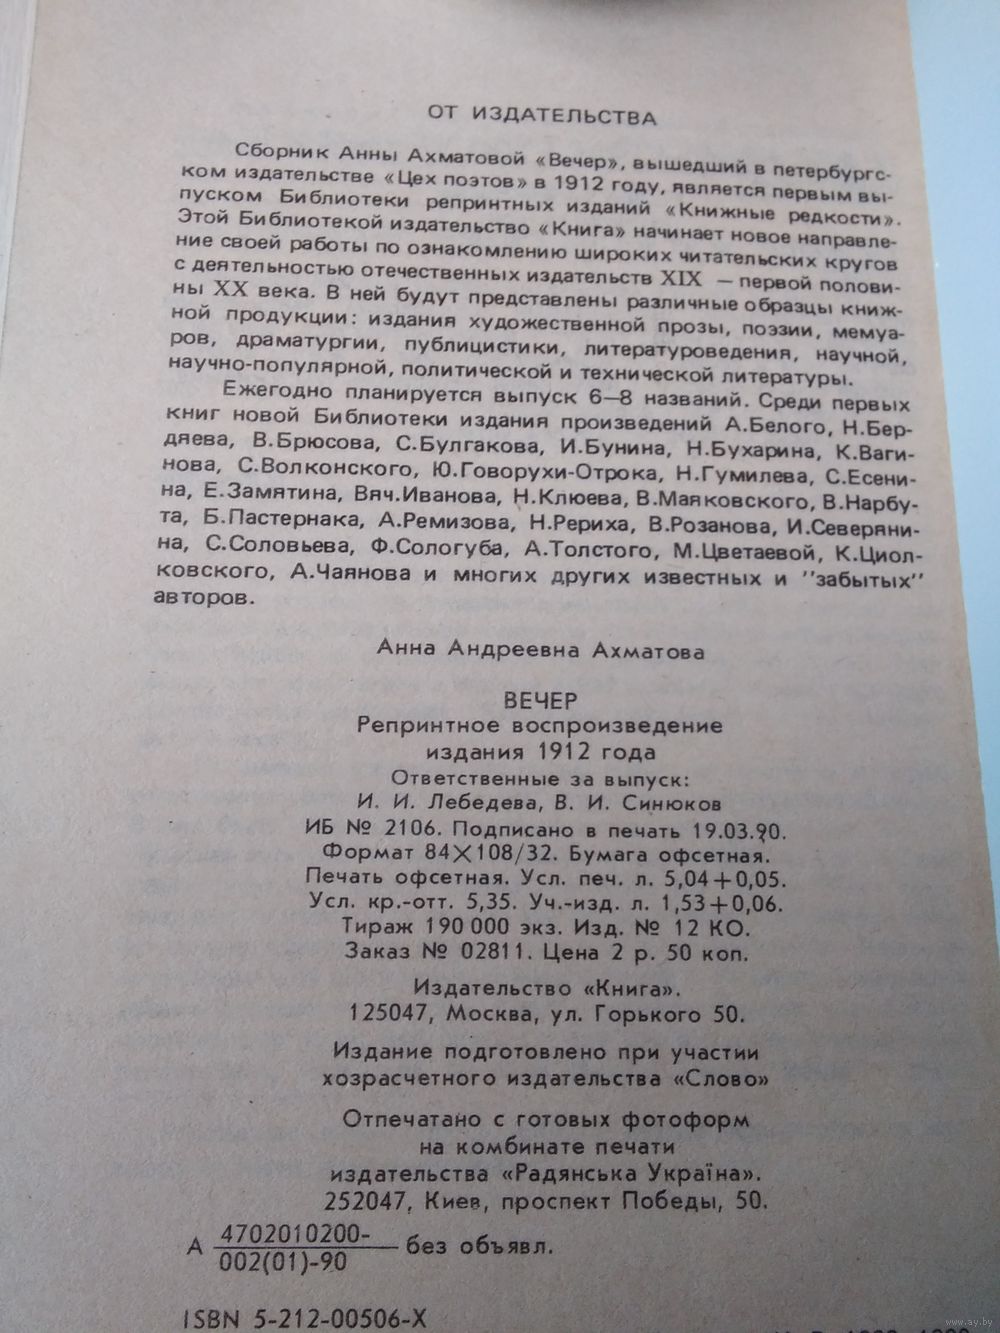 ОТ ИЗДАТЕЛЬСТВА
Сборник Анны Ахматовой «Вечер», вышедший в петербургс-
ком издательстве «Цех поэтов» в 1912 году, является первым вы-
пуском Библиотеки репринтных изданий «Книжные редкости».
Этой Библиотекой издательство «Книга» начинает новое направле-
ние своей работы по ознакомлению широких читательских кругов
с деятельностью отечественных издательств XIX — первой полови-
ны XX века. В ней будут представлены различные образцы книж-
ной продукции: издания художественной прозы, поэзии, мемуа-
ров, драматургии, публицистики, литературоведения, научной,
научно-популярной, политической и технической литературы.
Ежегодно планируется выпуск 6—8 названий. Среди первых
книг новой Библиотеки издания произведений А.Белого, Н.Бер-
дяева, В.Брюсова, С.Булгакова, И.Бунина, Н.Бухарина, К.Ваги-
нова, С.Волконского, Ю.Говорухи-Отрока, Н.Гумилева, С.Есени-
на, Е.Замятина, Вяч.Иванова, Н.Клюева, В.Маяковского, В.Нарбу-
та, Б.Пастернака, А.Ремизова, Н.Рериха, В.Розанова, И.Северяни-
на, С.Соловьева, Ф.Сологуба, А.Толстого, М.Цветаевой, К.Циол-
ковского, А.Чаянова и многих других известных и "забытых"
авторов.
Анна Андреевна Ахматова
ВЕЧЕР
Репринтное воспроизведение
издания 1912 года
Ответственные за выпуск:
И. И. Лебедева, В. И. Синюков
ИБ № 2106. Подписано в печать 19.03.90.
Формат 84×108/32. Бумага офсетная.
Печать офсетная. Усл. печ. л. 5,04+0,05.
Усл. кр.-отт. 5,35. Уч.-изд. л. 1,53+0,06.
Тираж 190 000 экз. Изд. № 12 КО.
Заказ № 02811. Цена 2 р. 50 коп.
Издательство «Книга».
125047, Москва, ул. Горького 50.
Издание подготовлено при участии
хозрасчетного издательства «Слово»
Отпечатано с готовых фотоформ
на комбинате печати
издательства «Радянська Україна».
252047, Киев, проспект Победы, 50.
А 4702010200-
002(01)-90 без объявл.
ISBN 5-212-00506-X
www.ay.by